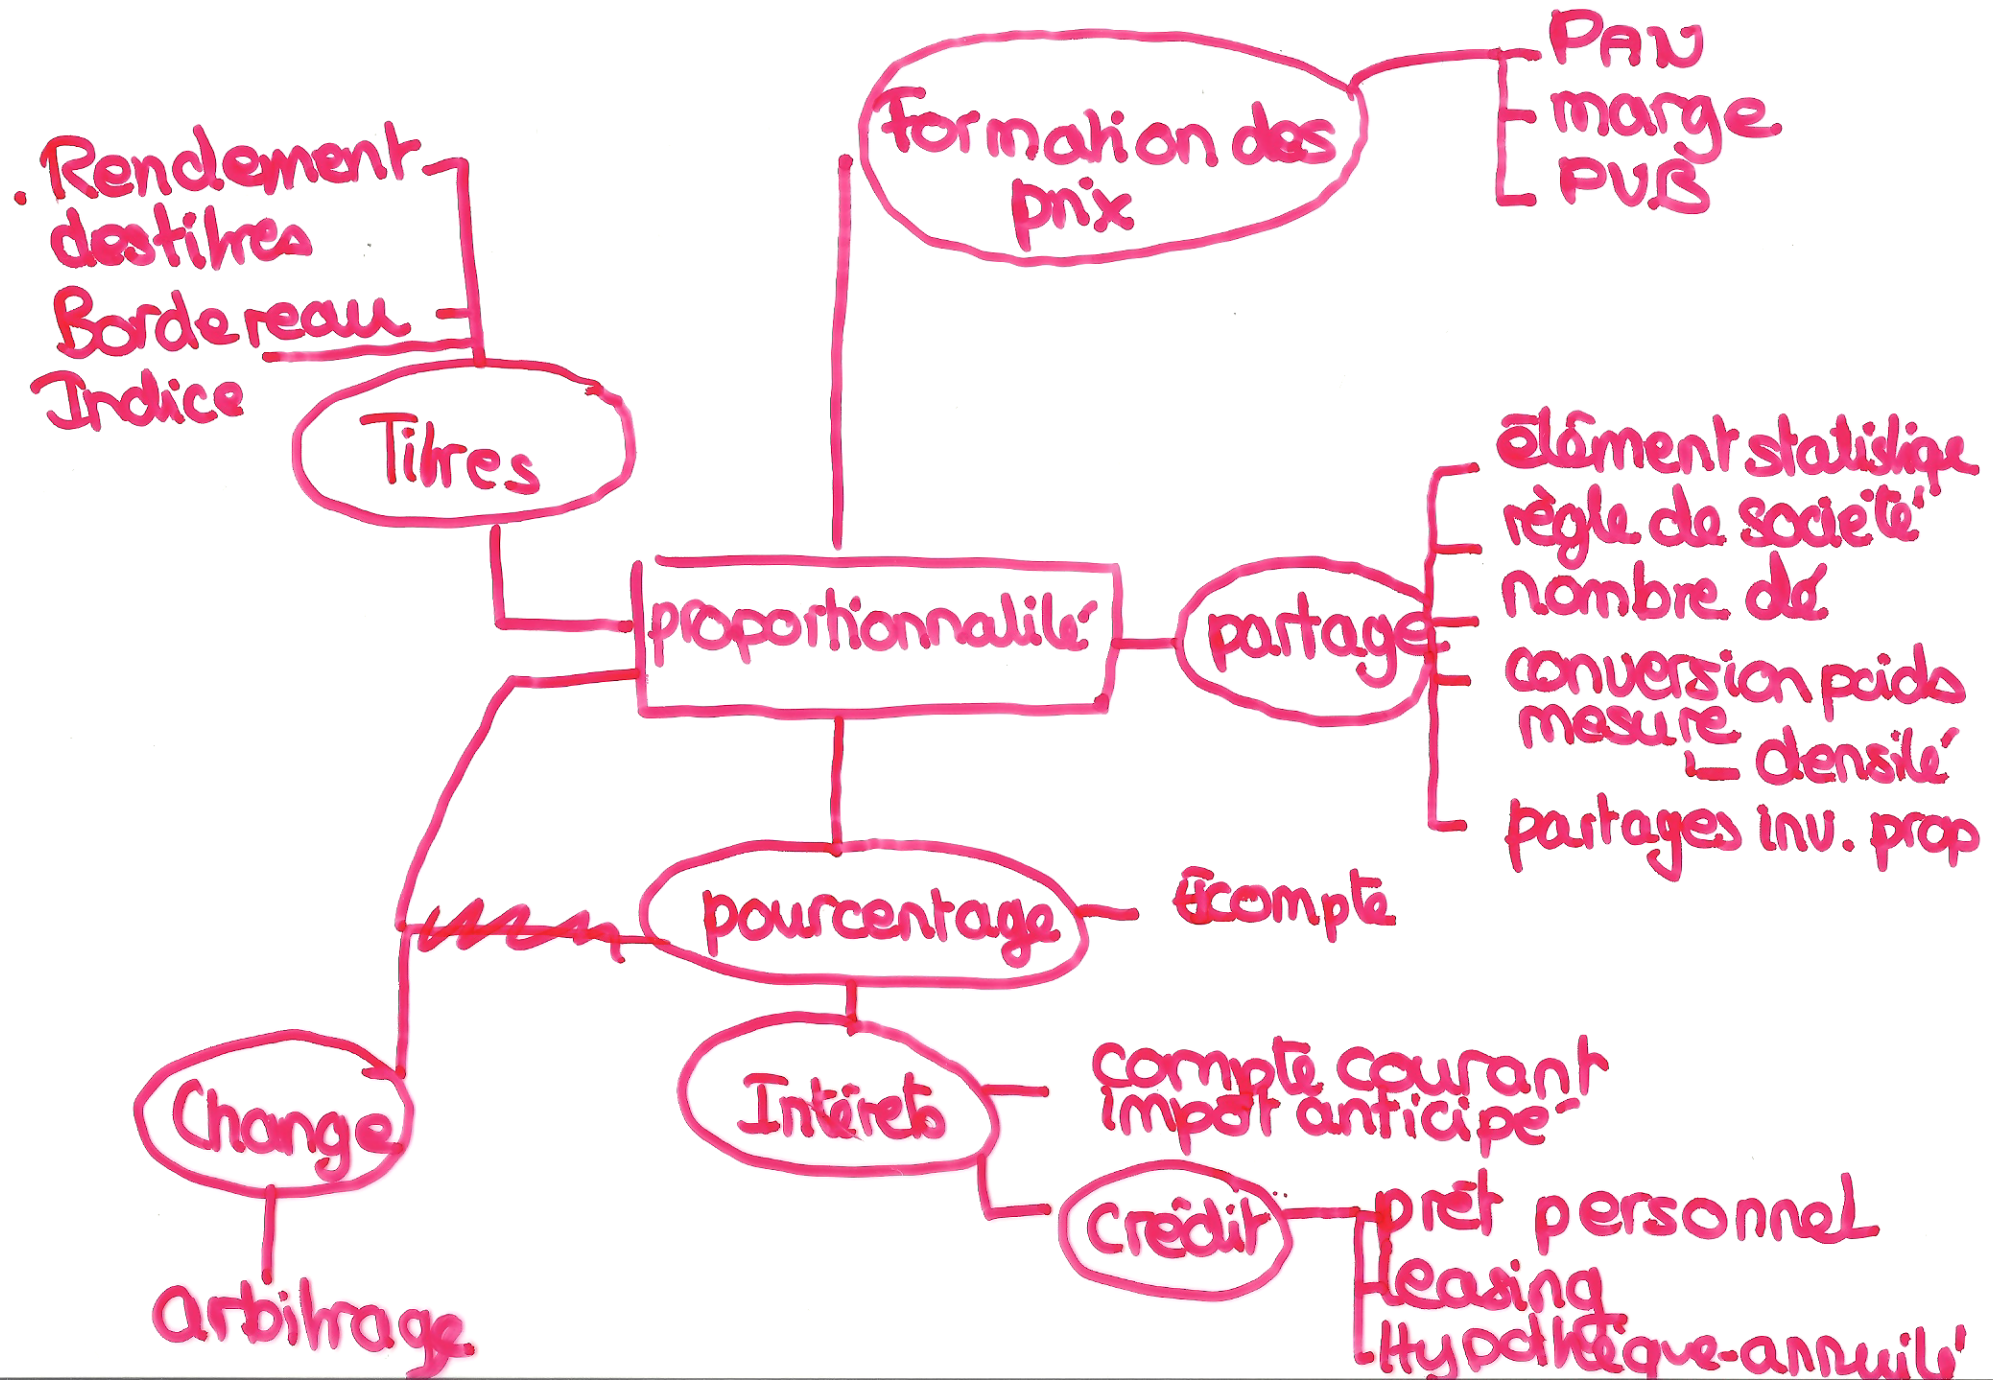 Formation des
prix
PAN
marge
PVB
Rendement
des titres
Bordereau
Indice
Titres
proportionnalité
partage
élément statistique
règle de société
nombre dé
conversion poids
mesure
densité
partages inv. prop
pourcentage
Escompte
Intérets
compte courant
impot anticipé
Crédit
prêt personnel
leasing
Hypothèque-annuité
Change
arbitrage